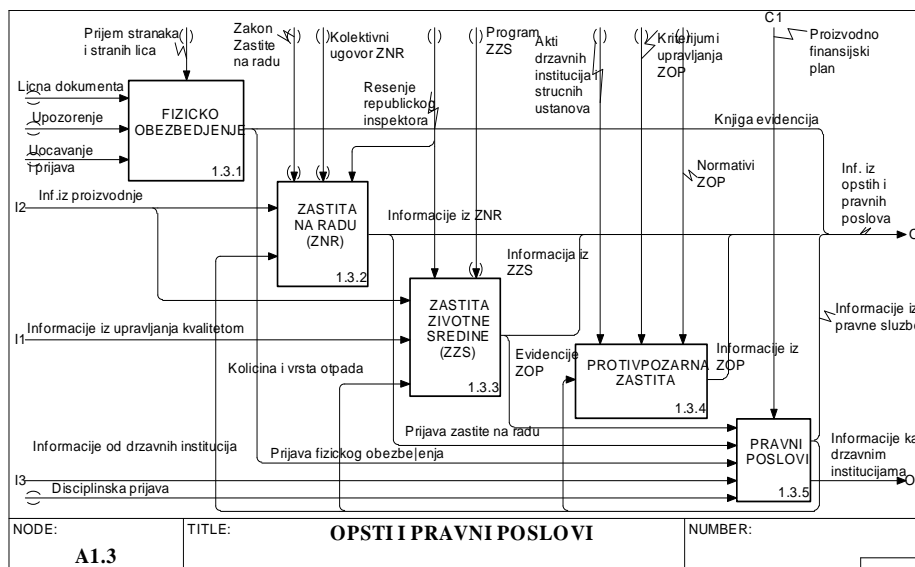 Prijem stranaka
i stranih lica
Zakon
Zastite
na radu
Kolektivni
ugovor ZNR
Program
ZZS
Akti
drzavnih
institucija
strucnih
ustanova
Kriterijumi
upravljanja
ZOP
C1
Proizvodno
finansijski
plan
Resenje
republickog
inspektora
Licna dokumenta
Upozorenje
Uocavanje
i prijava
FIZICKO
OBEZBEDJENJE
1.3.1
Knjiga evidencija
Normativi
ZOP
Inf. iz
opstih i
pravnih
poslova
I2
Inf.iz proizvodnje
ZASTITA
NA RADU
(ZNR)
1.3.2
Informacije iz ZNR
O
Informacija iz
ZZS
ZASTITA
ZIVOTNE
SREDINE
(ZZS)
1.3.3
Informacije iz
pravne sluzbe
I1
Informacije iz upravljanja kvalitetom
Kolicina i vrsta otpada
Evidencije
ZOP
PROTIVPOZARNA
ZASTITA
1.3.4
Informacije iz
ZOP
Prijava zastite na radu
PRAVNI
POSLOVI
1.3.5
Informacije ka
drzavnim
institucijama
O
Informacije od drzavnih institucija
Prijava fizickog obezbe|enja
I3
Disciplinska prijava
NODE:
A1.3
TITLE:
OPSTI I PRAVNI POSLOVI
NUMBER: